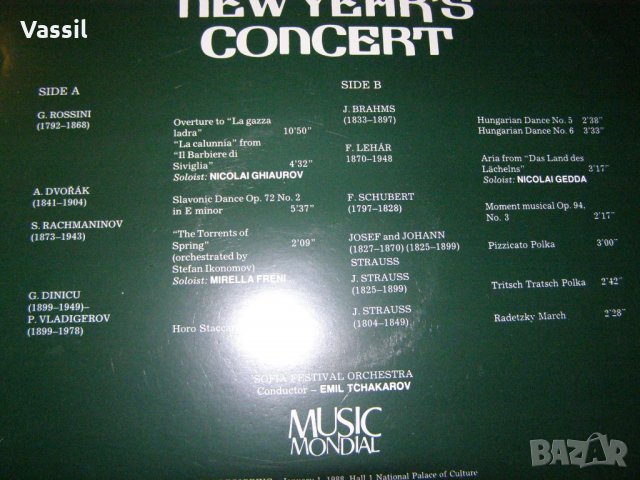 Vassil
NEW YEAR'S
CONCERT
SIDE A
G. ROSSINI
(1792–1868)
Overture to "La gazza
ladra" 10'50"
"La calunnia" from
"Il Barbiere di
Siviglia" 4'32"
Soloist: NICOLAI GHIAUROV
A. DVOŘÁK
(1841–1904)
Slavonic Dance Op. 72 No. 2
in E minor 5'37"
S. RACHMANINOV
(1873–1943)
"The Torrents of
Spring" 2'09"
(orchestrated by
Stefan Ikonomov)
Soloist: MIRELLA FRENI
G. DINICU
(1899–1949)–
P. VLADIGEROV
(1899–1978)
Horo
SIDE B
J. BRAHMS
(1833–1897)
Hungarian Dance No. 5 2'38"
Hungarian Dance No. 6 3'33"
F. LEHÁR
1870–1948
Aria from "Das Land des
Lächelns" 3'17"
Soloist: NICOLAI GEDDA
F. SCHUBERT
(1797–1828)
Moment musical Op. 94,
No. 3 2'17"
JOSEF and JOHANN
(1827–1870) (1825–1899)
STRAUSS
Pizzicato Polka 3'00"
J. STRAUSS
(1825–1899)
Tritsch Tratsch Polka 2'42"
J. STRAUSS
(1804–1849)
Radetzky March 2'28"
SOFIA FESTIVAL ORCHESTRA
Conductor – EMIL TCHAKAROV
MUSIC
MONDIAL
January 1, 1988, Hall 1 National Palace of Culture
BAZAR
bg